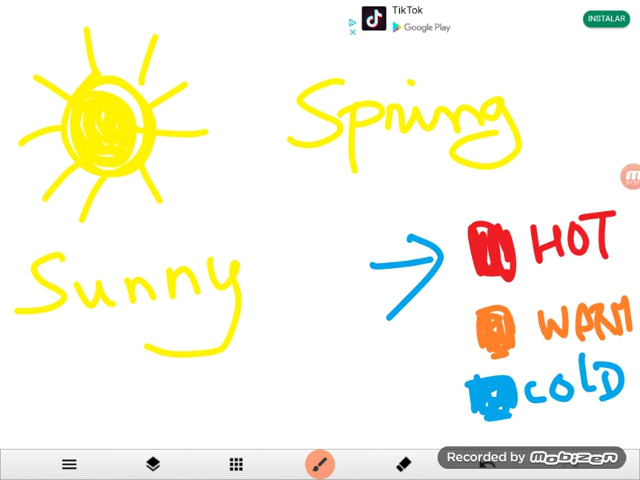 TikTok
Google Play
INSTALAR
Spring
HOT
Sunny
WARM
COLD
Recorded by MOBIZEN